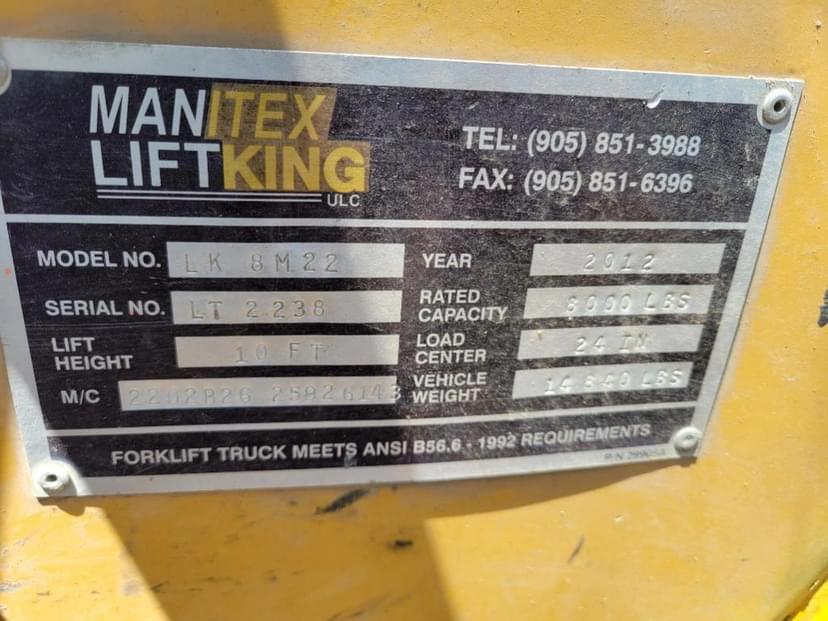 MANITEX
LIFTKING
ULC
TEL: (905) 851-3988
FAX: (905) 851-6396
MODEL NO. LK 8M22
YEAR 2012
SERIAL NO. LT 2238
RATED CAPACITY 8000 LBS
LIFT HEIGHT 10 FT
LOAD CENTER 24 IN
M/C
VEHICLE WEIGHT 14840 LBS
FORKLIFT TRUCK MEETS ANSI B56.6 - 1992 REQUIREMENTS
P/N